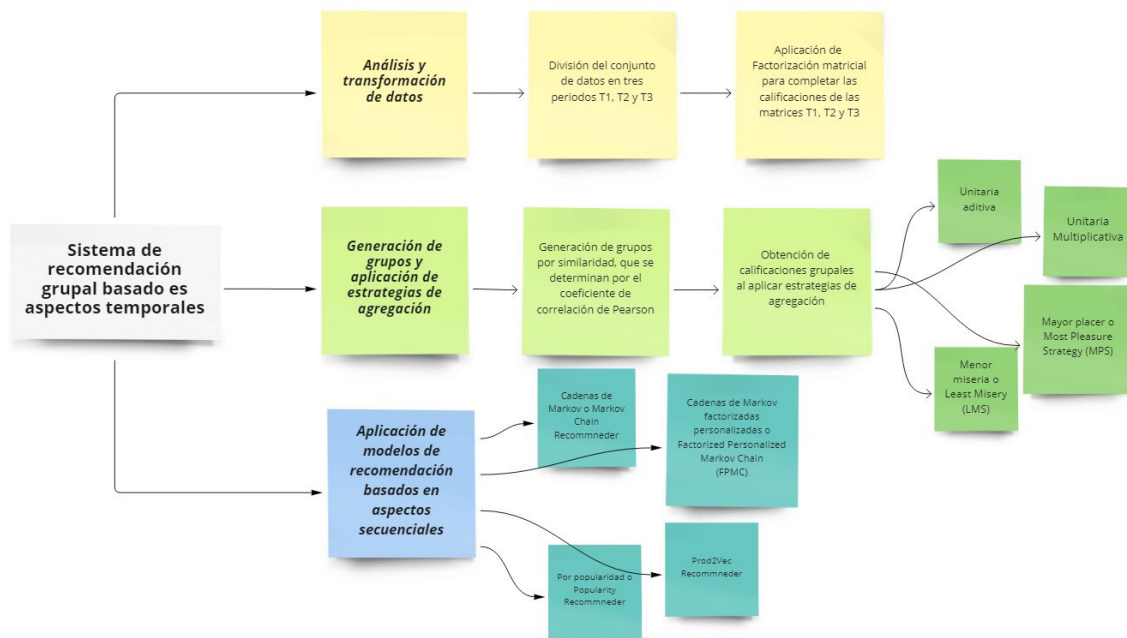 Análisis y
transformación
de datos
División del conjunto
de datos en tres
periodos T1, T2 y T3
Aplicación de
Factorización matricial
para completar las
calificaciones de las
matrices T1, T2 y T3
Sistema de
recomendación
grupal basado es
aspectos temporales
Generación de
grupos y
aplicación de
estrategias de
agregación
Generación de grupos
por similaridad, que se
determinan por el
coeficiente de
correlación de Pearson
Obtención de
calificaciones grupales
al aplicar estrategias de
agregación
Unitaria
aditiva
Unitaria
Multiplicativa
Mayor placer o
Most Pleasure
Strategy (MPS)
Menor
miseria o
Least Misery
(LMS)
Aplicación de
modelos de
recomendación
basados en
aspectos
secuenciales
Cadenas de
Markov o Markov
Chain
Recommneder
Cadenas de Markov
factorizadas
personalizadas o
Factorized Personalized
Markov Chain
(FPMC)
Prod2Vec
Recommneder
Por popularidad o
Popularity
Recommneder